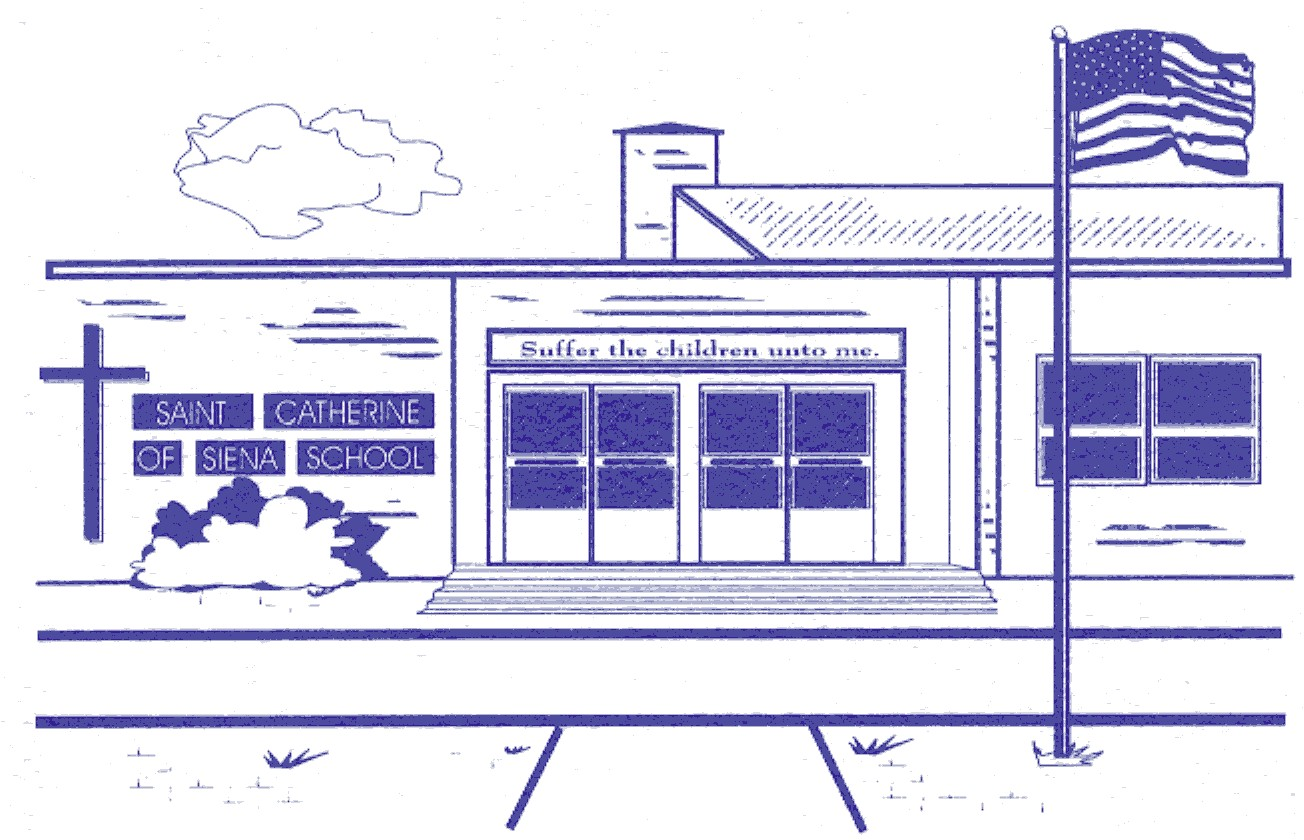 Suffer the children unto me.
SAINT CATHERINE
OF SIENA SCHOOL